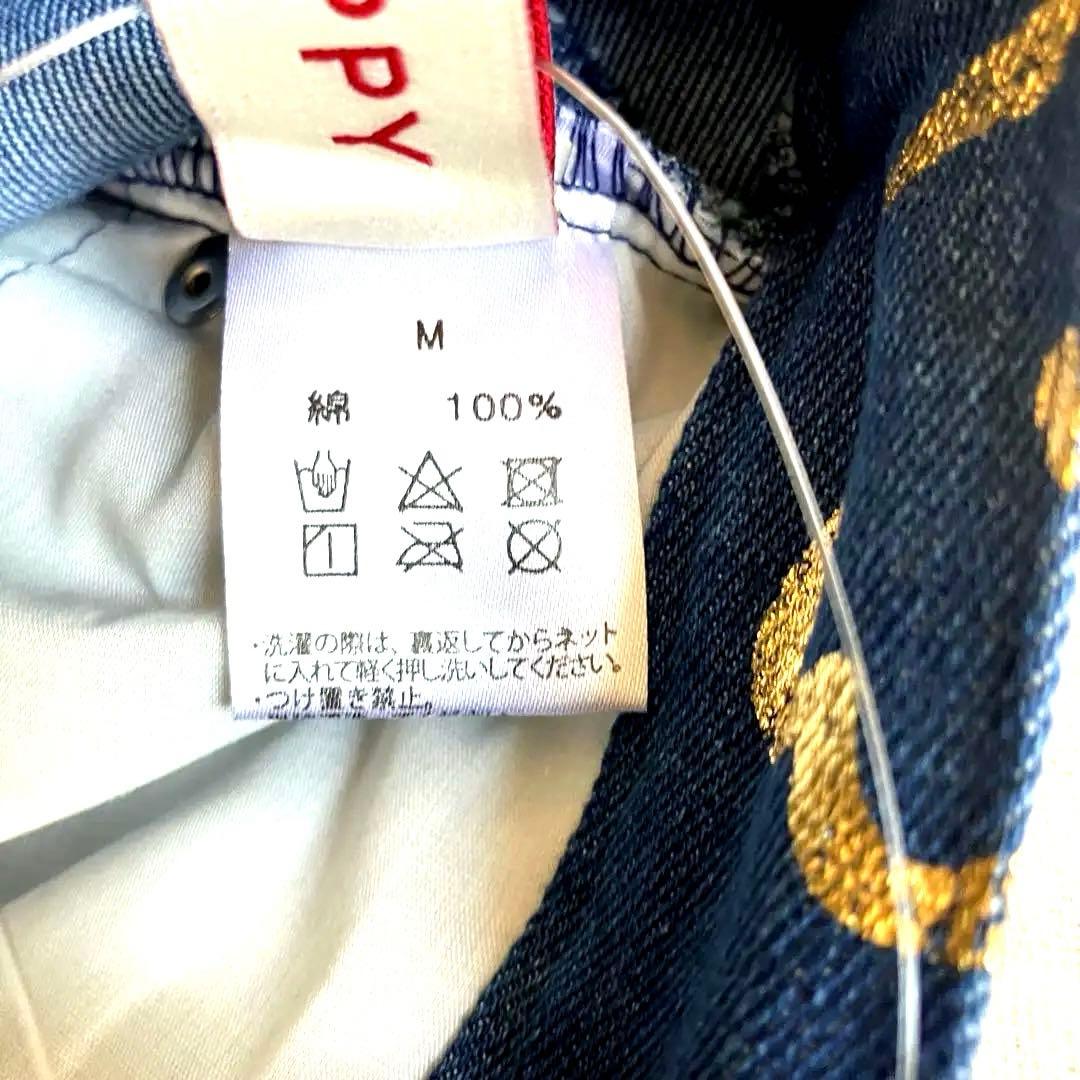 PPY
M
綿 100%
・洗濯の際は、裏返してからネット
に入れて軽く押し洗いしてください。
・つけ置き禁止。